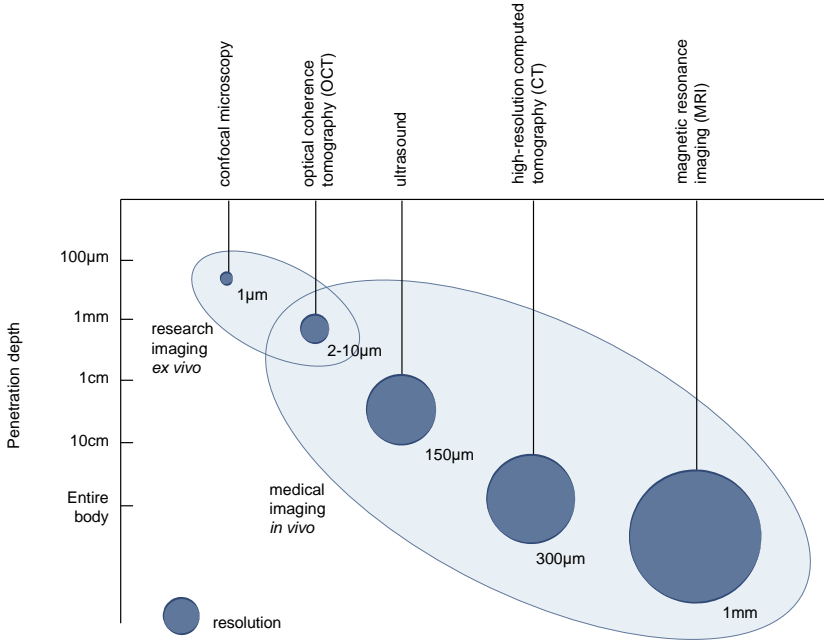 confocal microscopy
optical coherence
tomography (OCT)
ultrasound
high-resolution computed
tomography (CT)
magnetic resonance
imaging (MRI)
Penetration depth
100µm
1mm
1cm
10cm
Entire
body
1µm
research
imaging
ex vivo
2-10µm
150µm
medical
imaging
in vivo
300µm
1mm
resolution